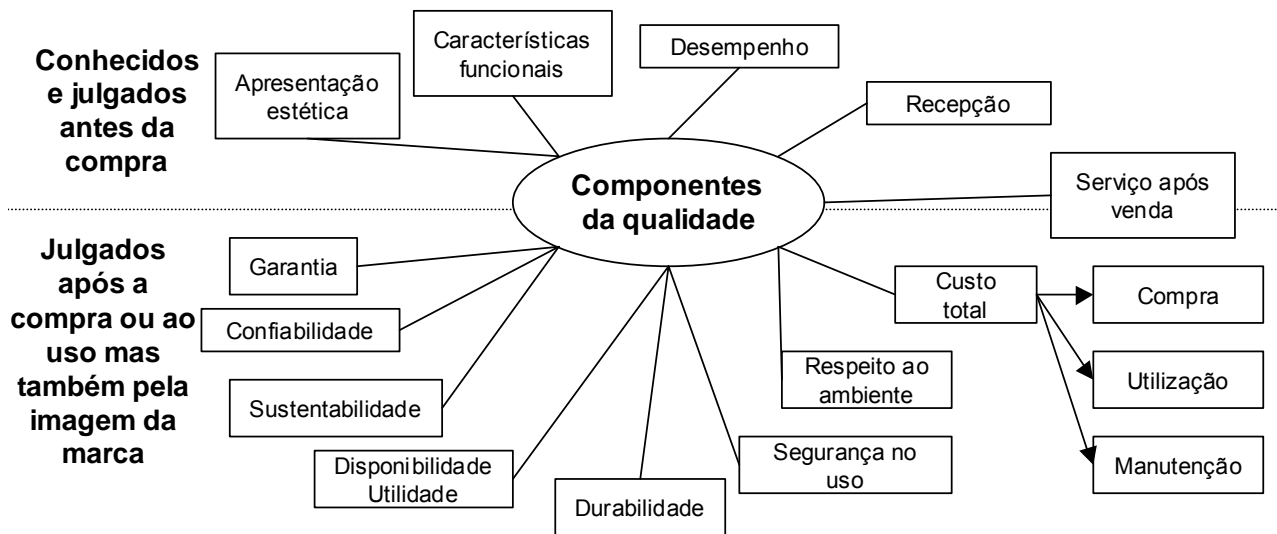 Conhecidos
e julgados
antes da
compra
Apresentação
estética
Características
funcionais
Desempenho
Recepção
Componentes
da qualidade
Serviço após
venda
Julgados
após a
compra ou ao
uso mas
também pela
imagem da
marca
Garantia
Confiabilidade
Sustentabilidade
Disponibilidade
Utilidade
Durabilidade
Segurança no
uso
Respeito ao
ambiente
Custo
total
Compra
Utilização
Manutenção